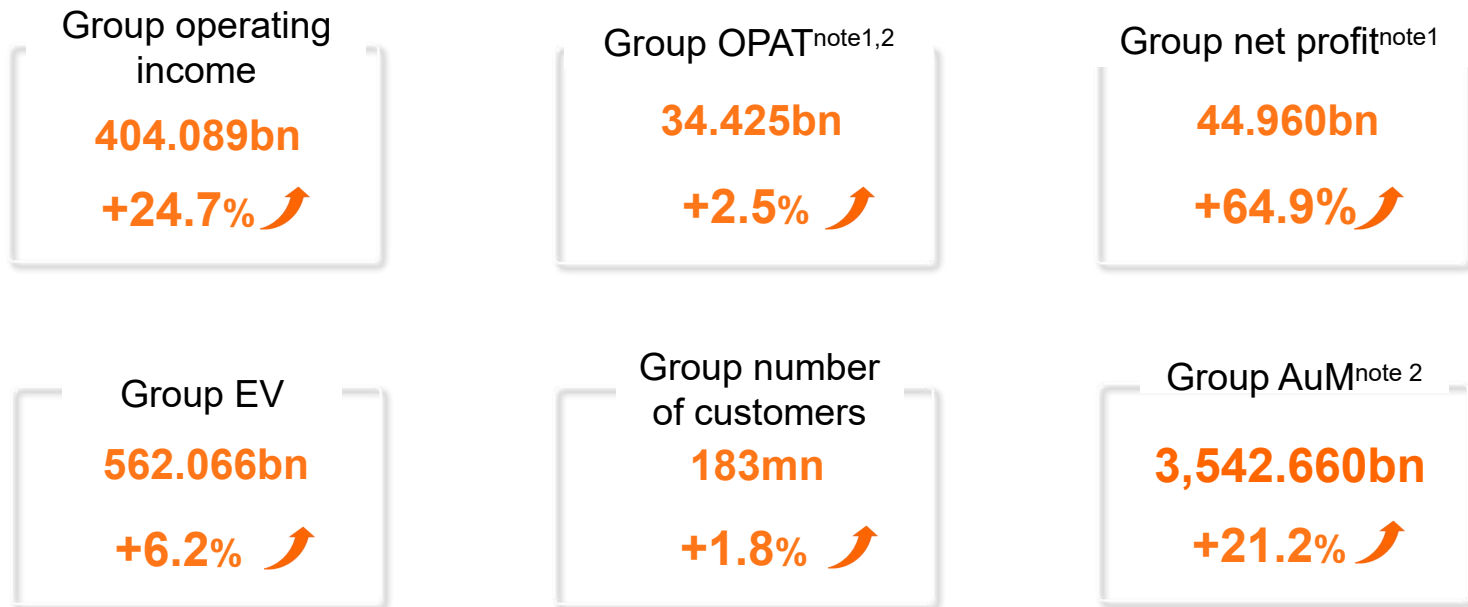 Group operating
income
404.089bn
+24.7%
Group OPATnote1,2
34.425bn
+2.5%
Group net profitnote1
44.960bn
+64.9%
Group EV
562.066bn
+6.2%
Group number
of customers
183mn
+1.8%
Group AuMnote 2
3,542.660bn
+21.2%